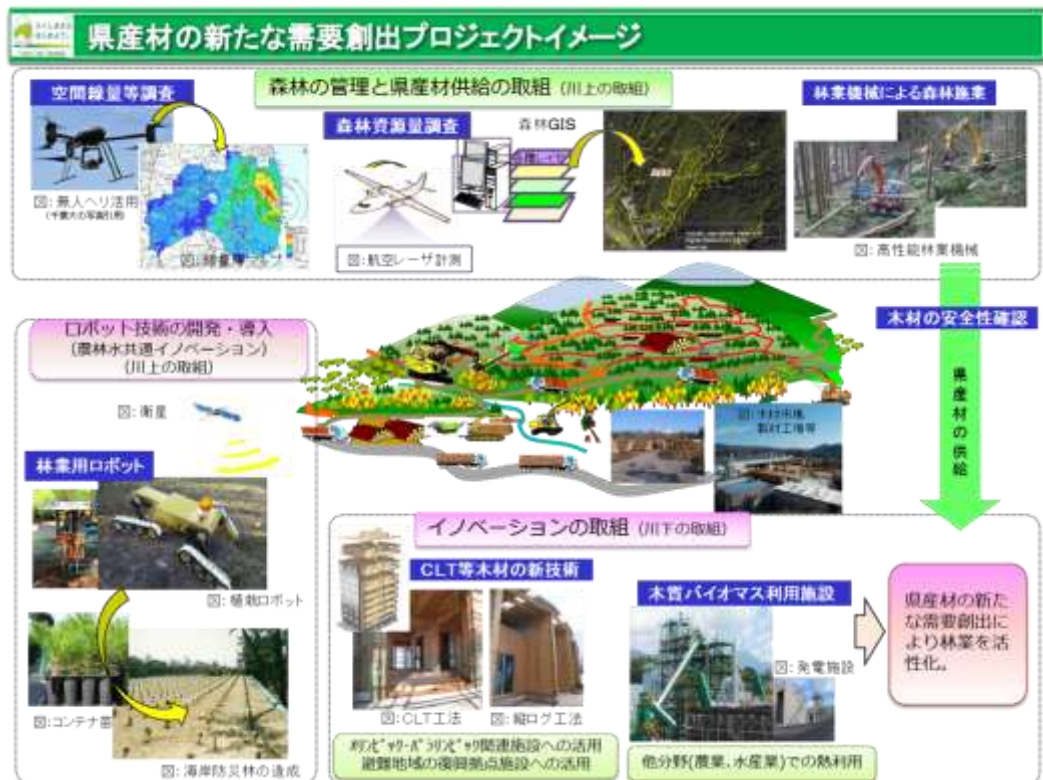 県産材の新たな需要創出プロジェクトイメージ
森林の管理と県産材供給の取組 (川上の取組)
空間線量等調査
図:無人ヘリ活用
(千葉大の写真引用)
森林資源量調査
森林GIS
図:航空レーザ計測
林業機械による森林施業
図:高性能林業機械
木材の安全性確認
県産材の供給
ロボット技術の開発・導入
(農林水共通イノベーション)
(川上の取組)
図:衛星
林業用ロボット
図:植栽ロボット
図:コンテナ苗
図:海岸防災林の造成
図:木材市場、
製材工場等
イノベーションの取組 (川下の取組)
CLT等木材の新技術
図:CLT工法
図:縦ログ工法
オリンピック・パラリンピック関連施設への活用
避難地域の復興拠点施設への活用
木質バイオマス利用施設
図:発電施設
他分野(農業、水産業)での熱利用
県産材の新た
な需要創出に
より林業を活
性化。